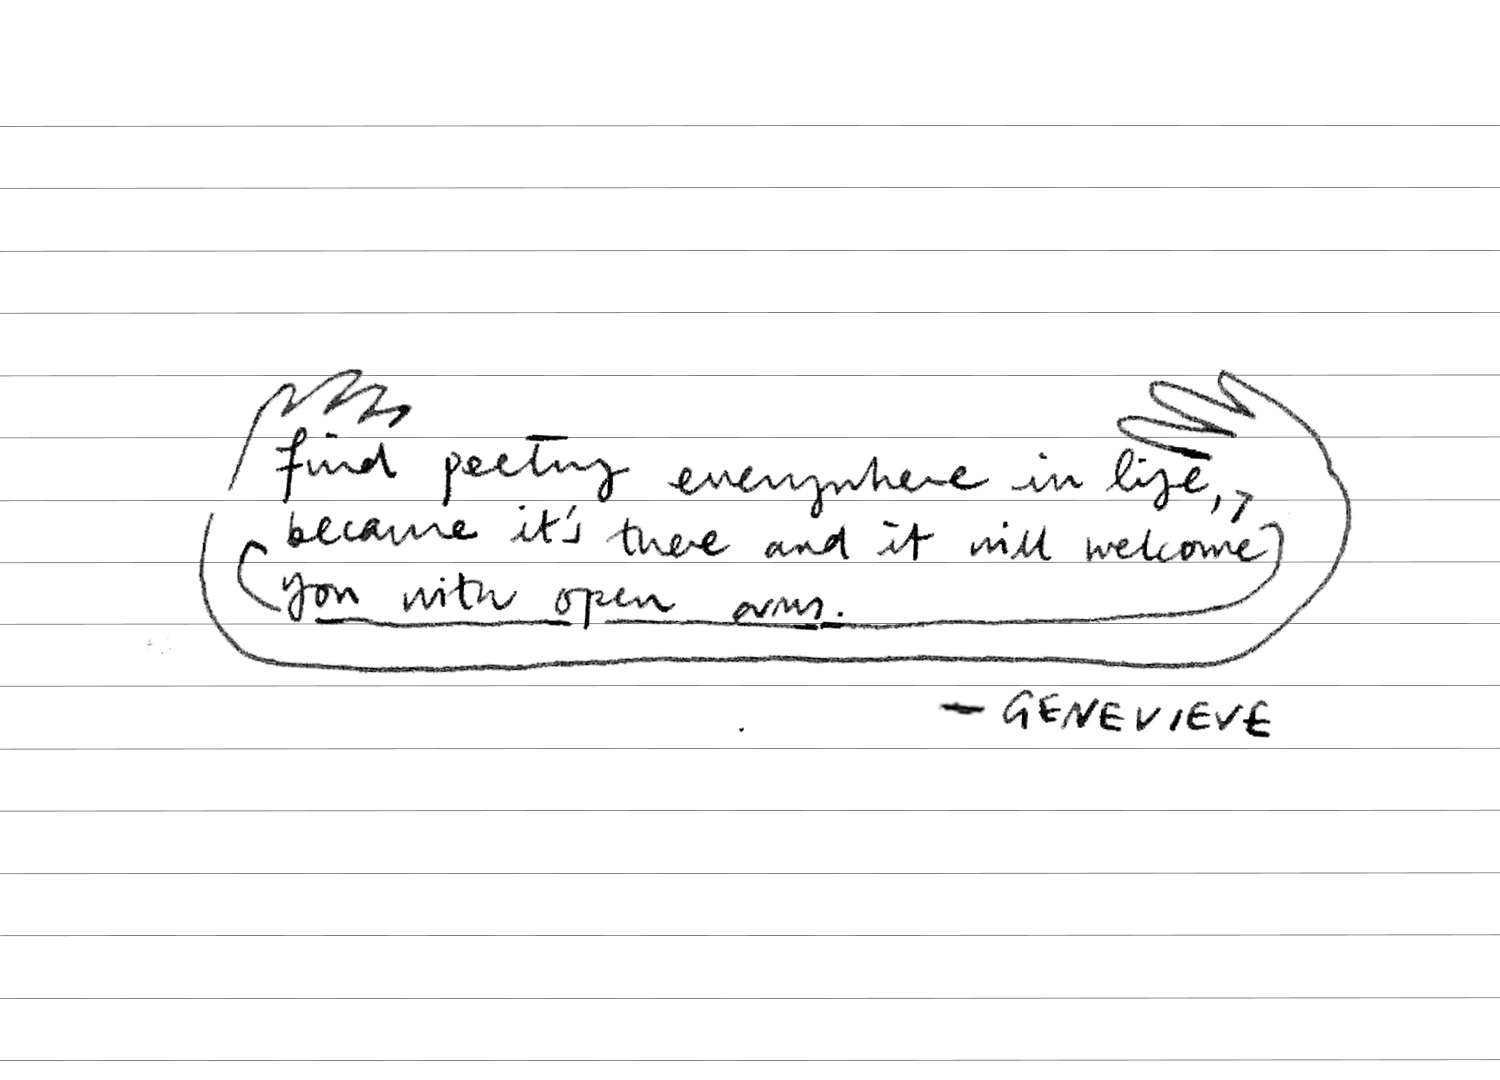 find poetry everywhere in life,
because it's there and it will welcome
you with open arms.
- GENEVIEVE